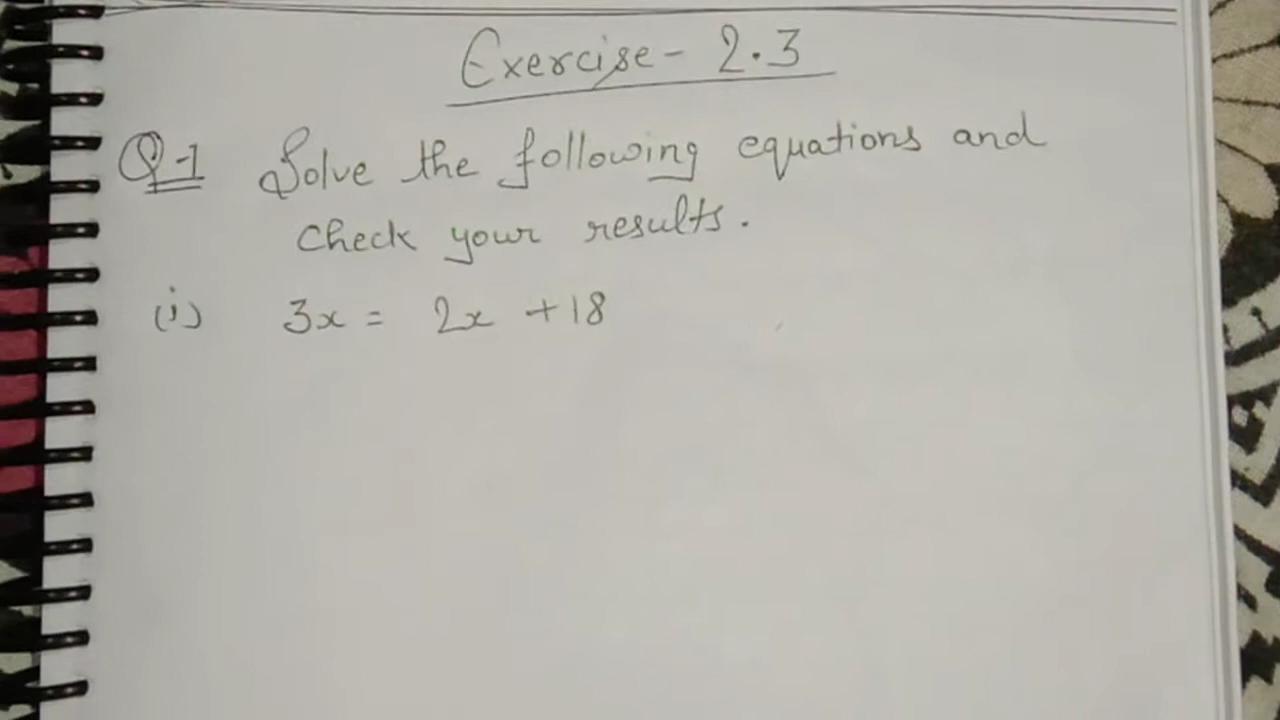 Exercise- 2.3
Q-1 Solve the following equations and
check your results.
(i) 3x = 2x +18